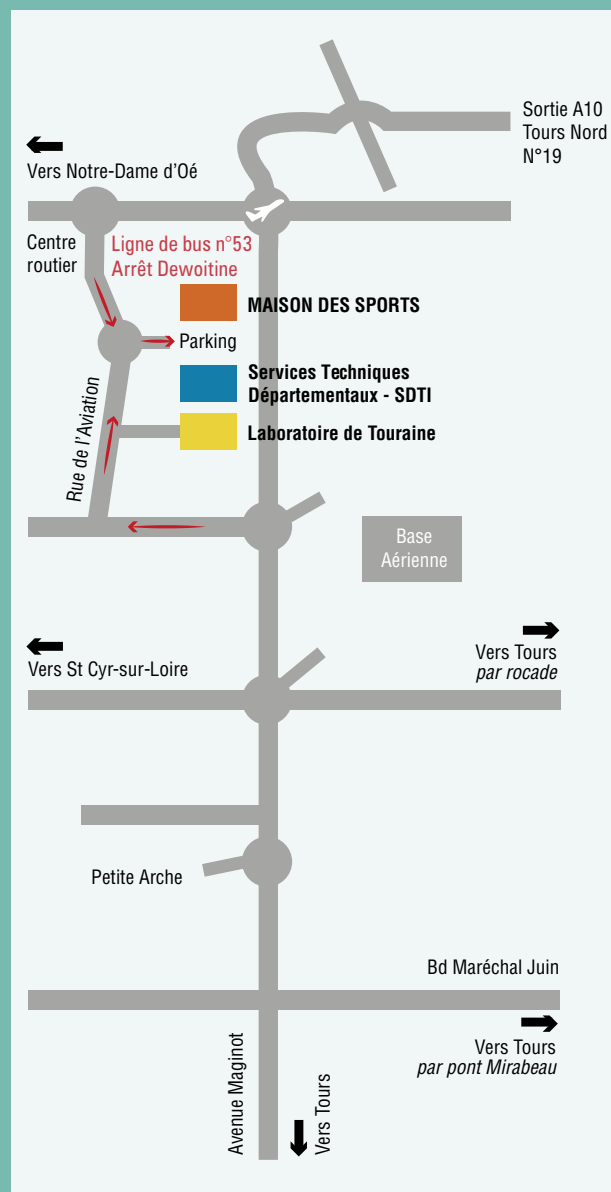 Sortie A10
Tours Nord
N°19
Vers Notre-Dame d'Oé
Centre
routier
Ligne de bus n°53
Arrêt Dewoitine
MAISON DES SPORTS
Parking
Services Techniques
Départementaux - SDTI
Laboratoire de Touraine
Rue de l'Aviation
Base
Aérienne
Vers St Cyr-sur-Loire
Vers Tours
par rocade
Petite Arche
Bd Maréchal Juin
Vers Tours
par pont Mirabeau
Avenue Maginot
Vers Tours